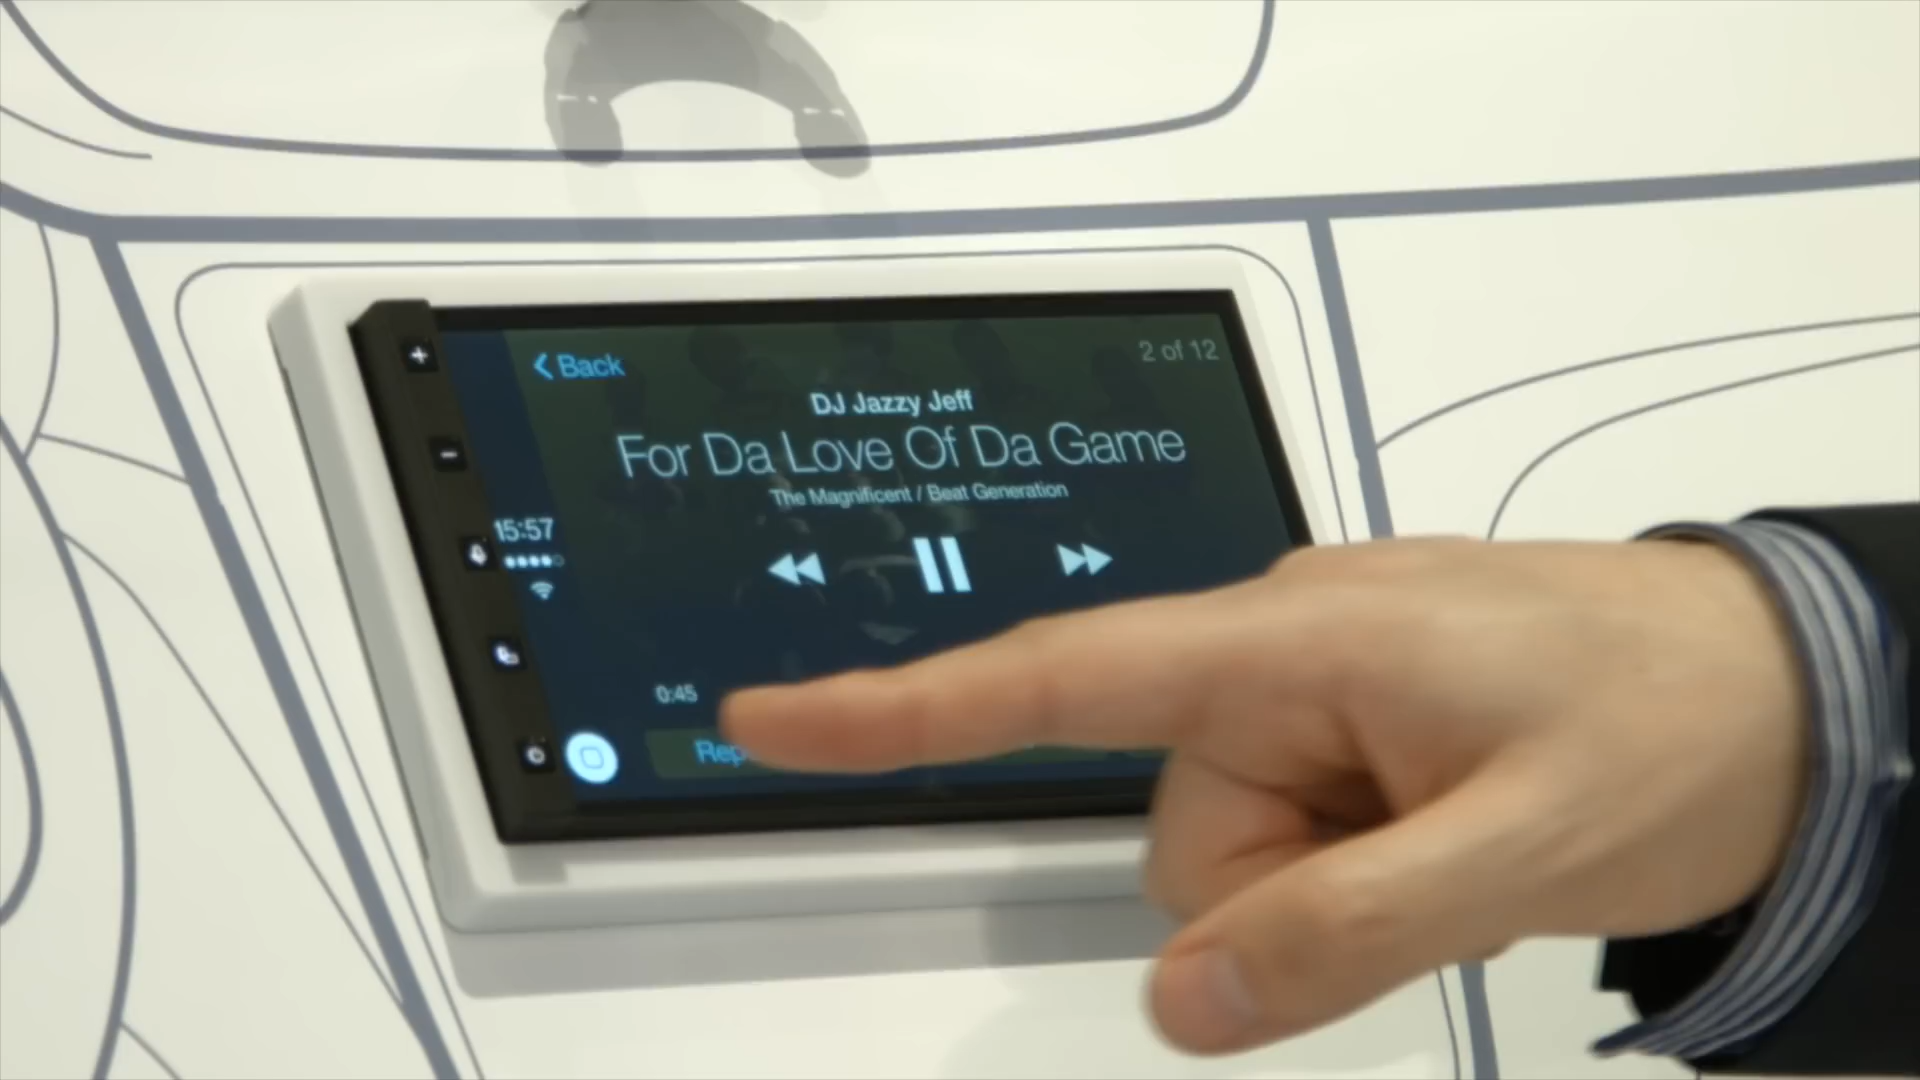 Back
2 of 12
DJ Jazzy Jeff
For Da Love Of Da Game
The Magnificent / Beat Generation
15:57
0:45
Rep